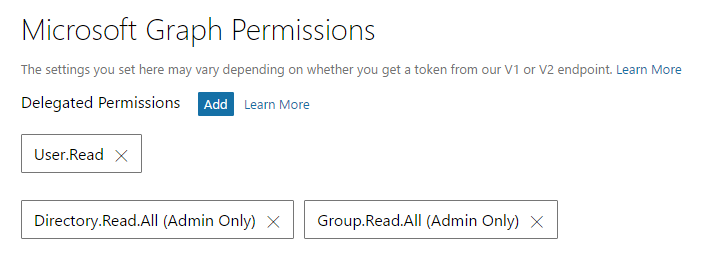 Microsoft Graph Permissions
The settings you set here may vary depending on whether you get a token from our V1 or V2 endpoint. Learn More
Delegated Permissions Add Learn More
User.Read
Directory.Read.All (Admin Only) Group.Read.All (Admin Only)